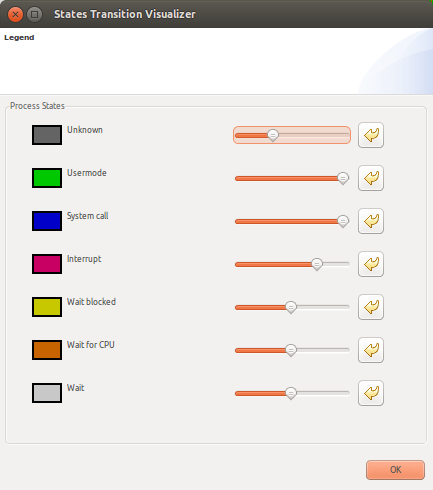 States Transition Visualizer
Legend
Process States
Unknown
Usermode
System call
Interrupt
Wait blocked
Wait for CPU
Wait
OK